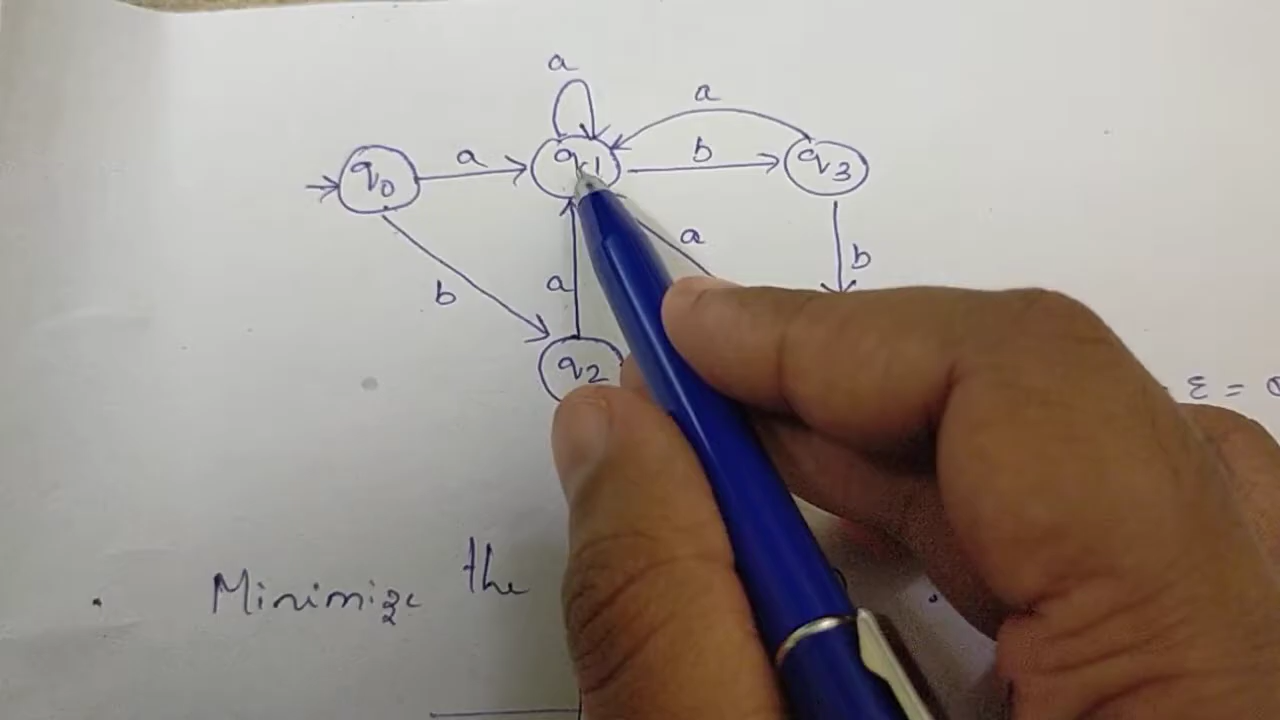 a
a
q0 a q1 b q3
a
b a b
q2
ε =
Minimize the